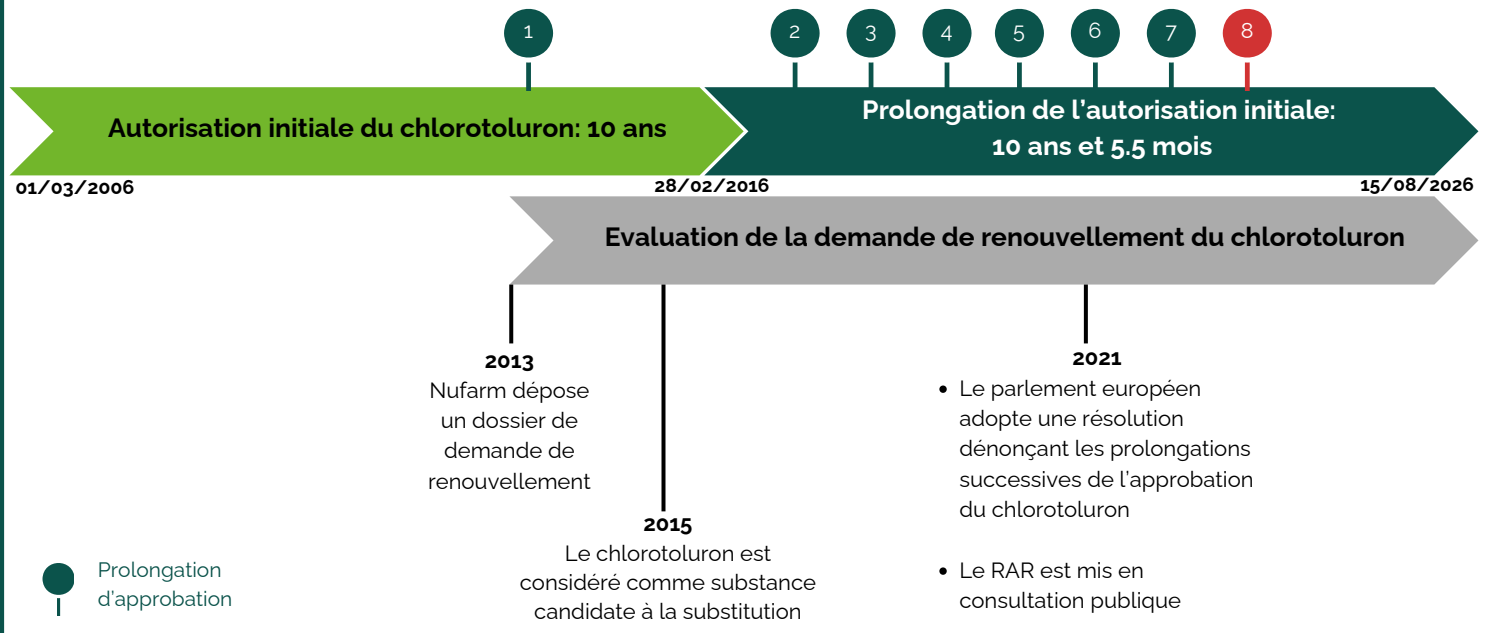 1
2
3
4
5
6
7
8
Autorisation initiale du chlorotoluron: 10 ans
Prolongation de l'autorisation initiale:
10 ans et 5.5 mois
01/03/2006
28/02/2016
15/08/2026
Evaluation de la demande de renouvellement du chlorotoluron
2013
Nufarm dépose
un dossier de
demande de
renouvellement
2015
Le chlorotoluron est
considéré comme substance
candidate à la substitution
2021
• Le parlement européen
adopte une résolution
dénonçant les prolongations
successives de l'approbation
du chlorotoluron
• Le RAR est mis en
consultation publique
Prolongation
d'approbation